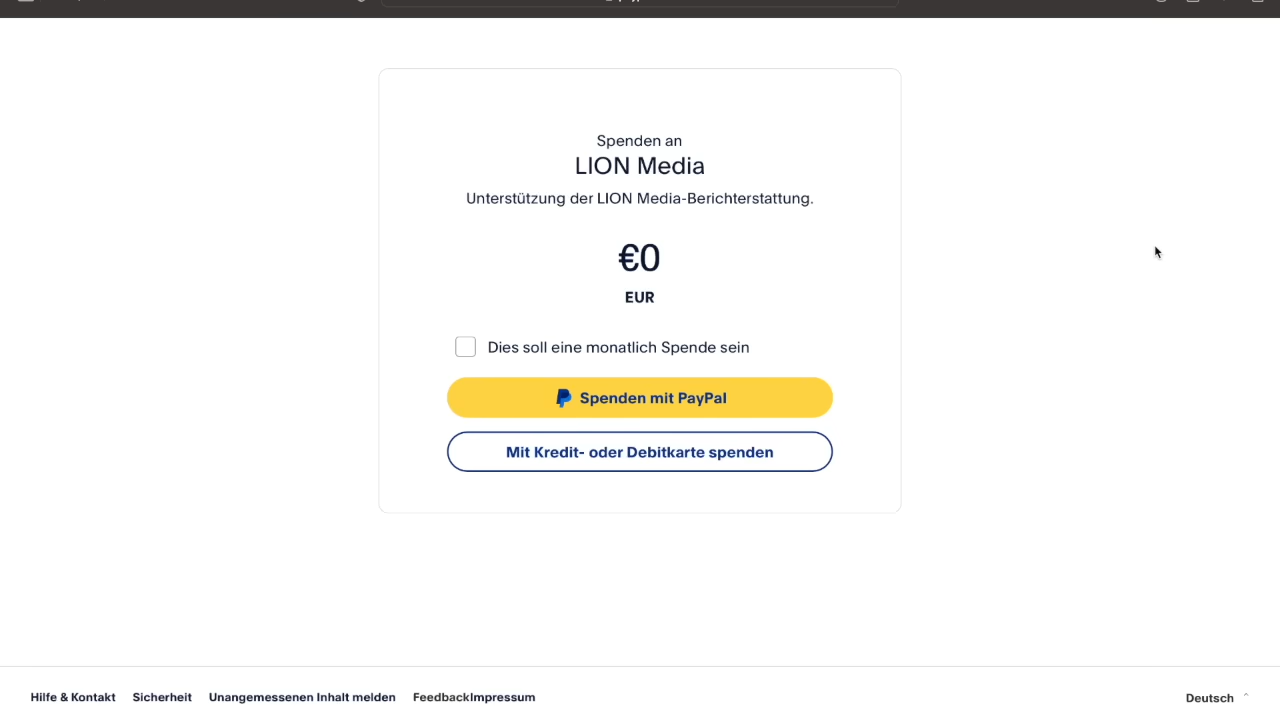 Spenden an
LION Media
Unterstützung der LION Media-Berichterstattung.
€0
EUR
Dies soll eine monatlich Spende sein
Spenden mit PayPal
Mit Kredit- oder Debitkarte spenden
Hilfe & Kontakt Sicherheit Unangemessenen Inhalt melden FeedbackImpressum Deutsch